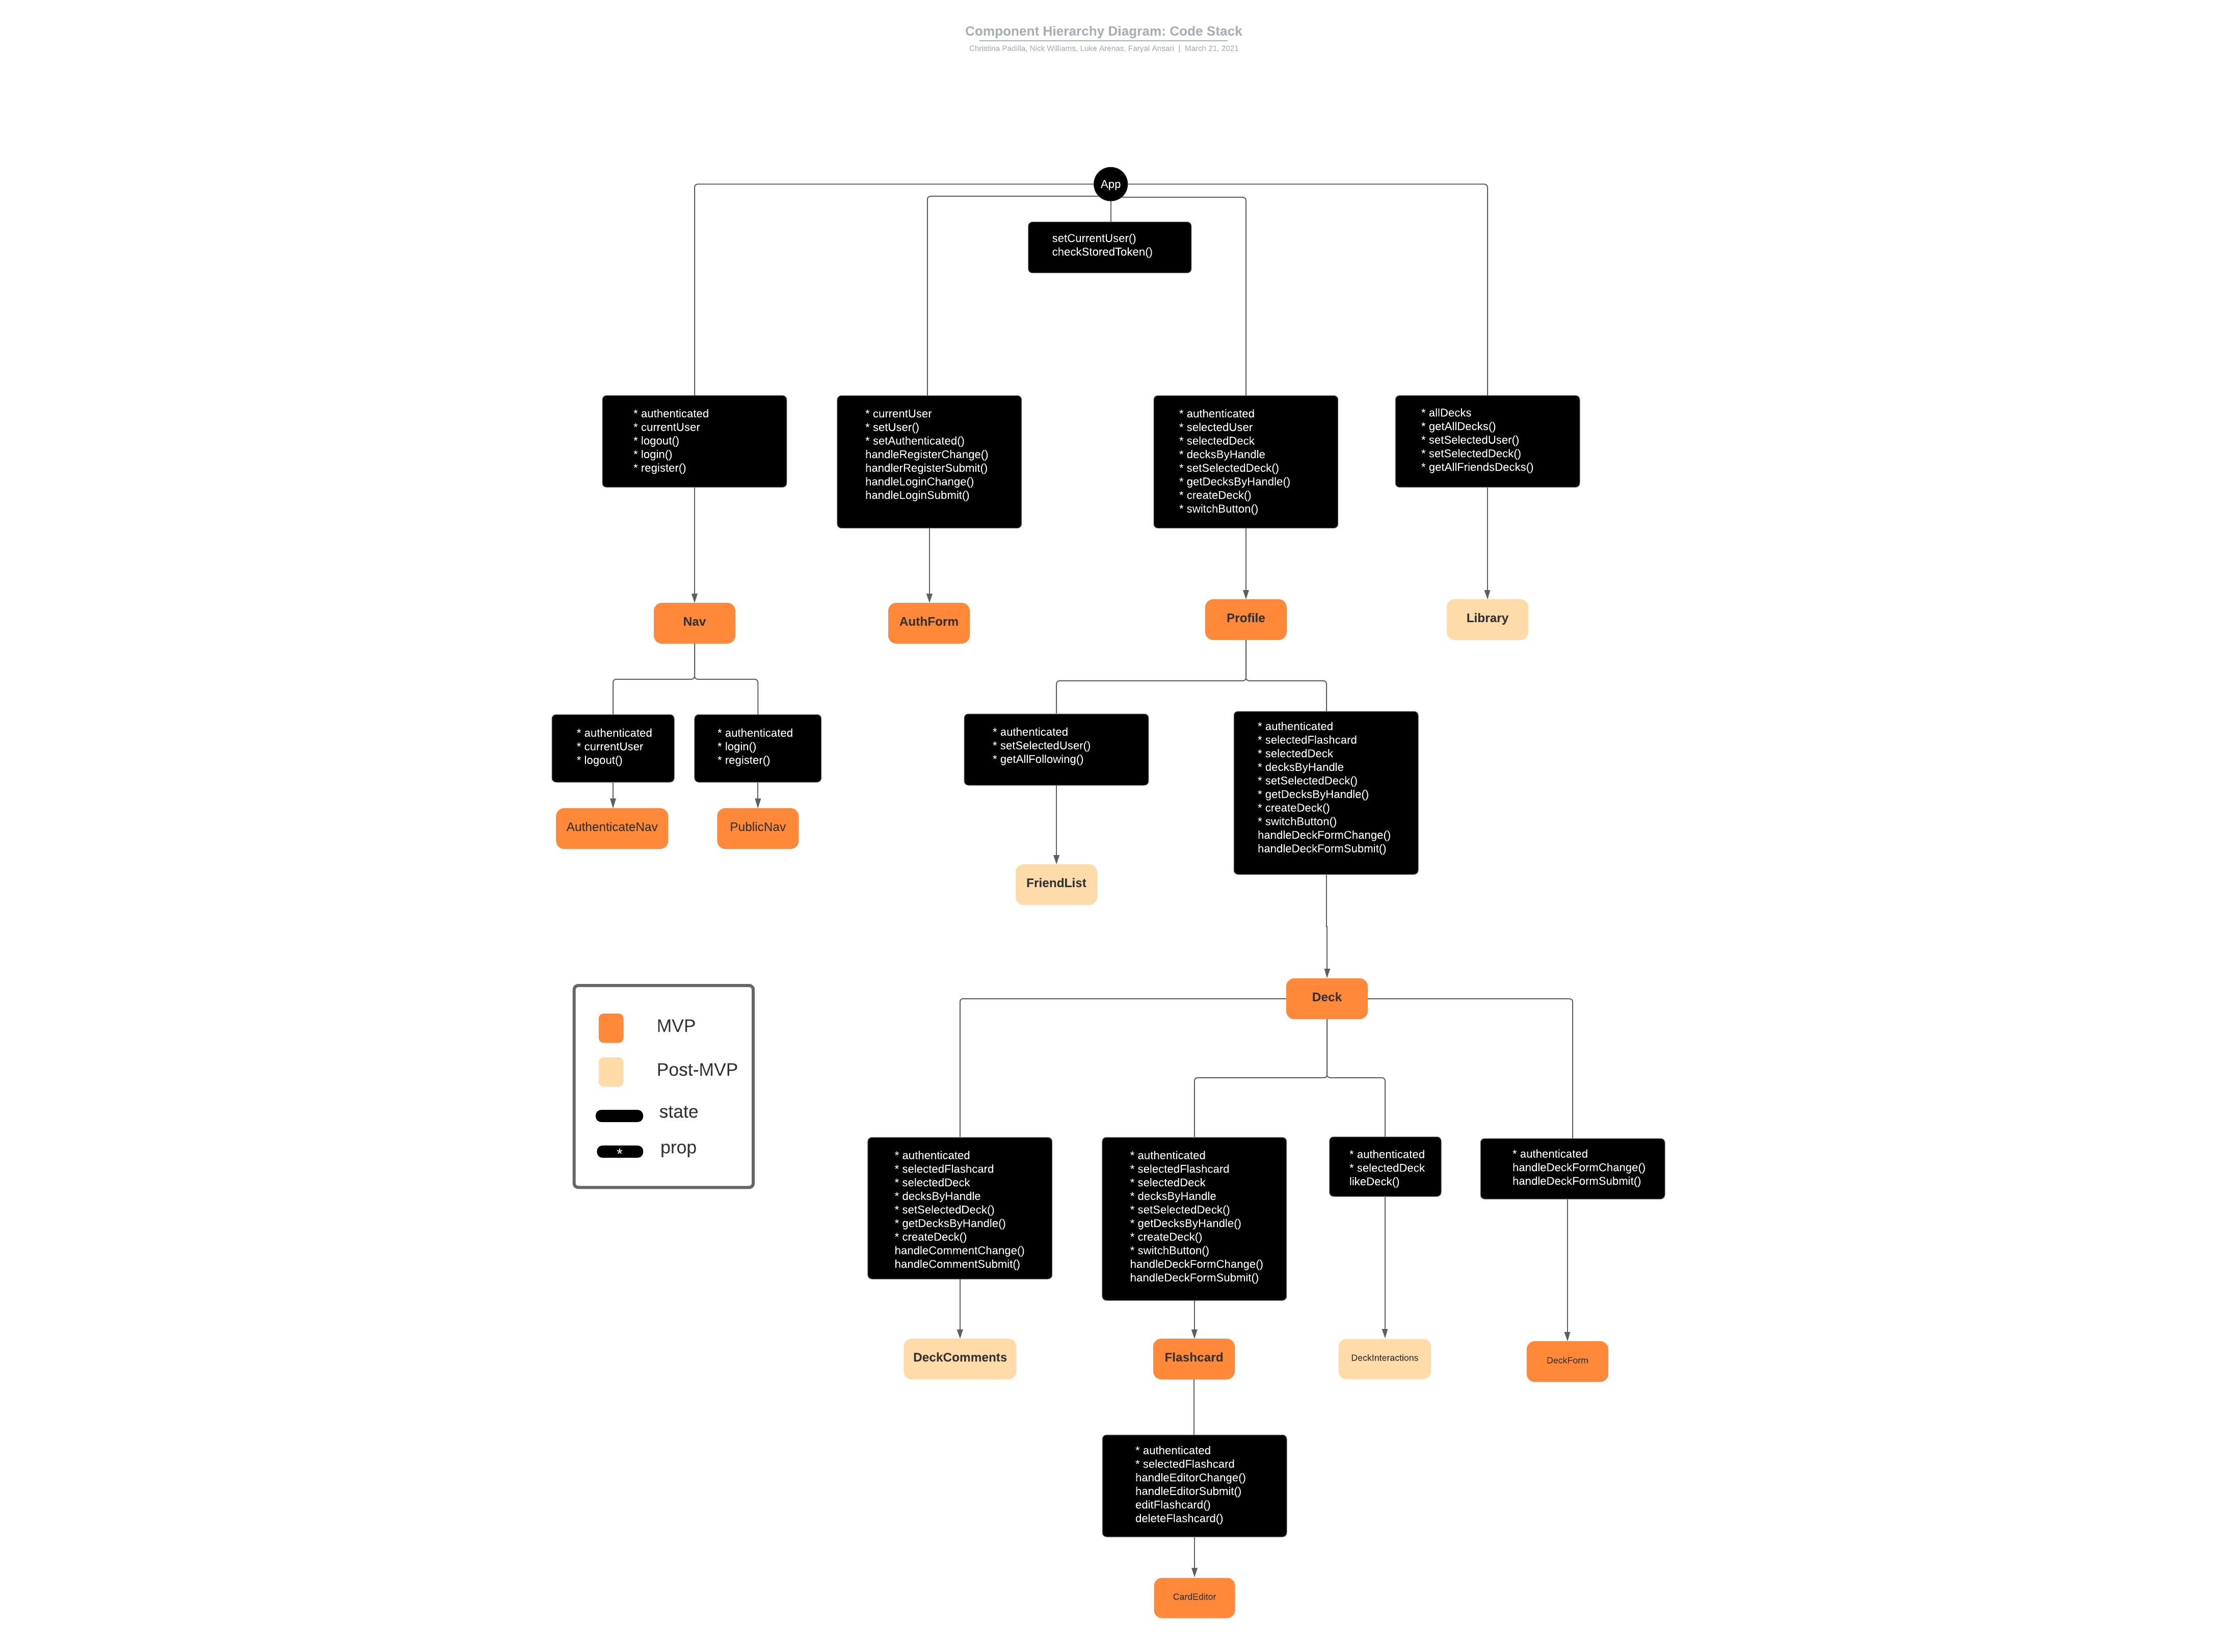 Component Hierarchy Diagram: Code Stack
Christina Padilla, Nick Williams, Luke Arenas, Faryal Ansari | March 21, 2021
App
setCurrentUser()
checkStoredToken()
* authenticated
* currentUser
* logout()
* login()
* register()
* currentUser
* setUser()
* setAuthenticated()
handleRegisterChange()
handlerRegisterSubmit()
handleLoginChange()
handleLoginSubmit()
* authenticated
* selectedUser
* selectedDeck
* decksByHandle
* setSelectedDeck()
* getDecksByHandle()
* createDeck()
* switchButton()
* allDecks
* getAllDecks()
* setSelectedUser()
* setSelectedDeck()
* getAllFriendsDecks()
Nav
AuthForm
Profile
Library
* authenticated
* currentUser
* logout()
* authenticated
* login()
* register()
* authenticated
* setSelectedUser()
* getAllFollowing()
* authenticated
* selectedFlashcard
* selectedDeck
* decksByHandle
* setSelectedDeck()
* getDecksByHandle()
* createDeck()
* switchButton()
handleDeckFormChange()
handleDeckFormSubmit()
AuthenticateNav
PublicNav
FriendList
Deck
MVP
Post-MVP
state
* prop
* authenticated
* selectedFlashcard
* selectedDeck
* decksByHandle
* setSelectedDeck()
* getDecksByHandle()
* createDeck()
handleCommentChange()
handleCommentSubmit()
* authenticated
* selectedFlashcard
* selectedDeck
* decksByHandle
* setSelectedDeck()
* getDecksByHandle()
* createDeck()
* switchButton()
handleDeckFormChange()
handleDeckFormSubmit()
* authenticated
* selectedDeck
likeDeck()
* authenticated
handleDeckFormChange()
handleDeckFormSubmit()
DeckComments
Flashcard
DeckInteractions
DeckForm
* authenticated
* selectedFlashcard
handleEditorChange()
handleEditorSubmit()
editFlashcard()
deleteFlashcard()
CardEditor